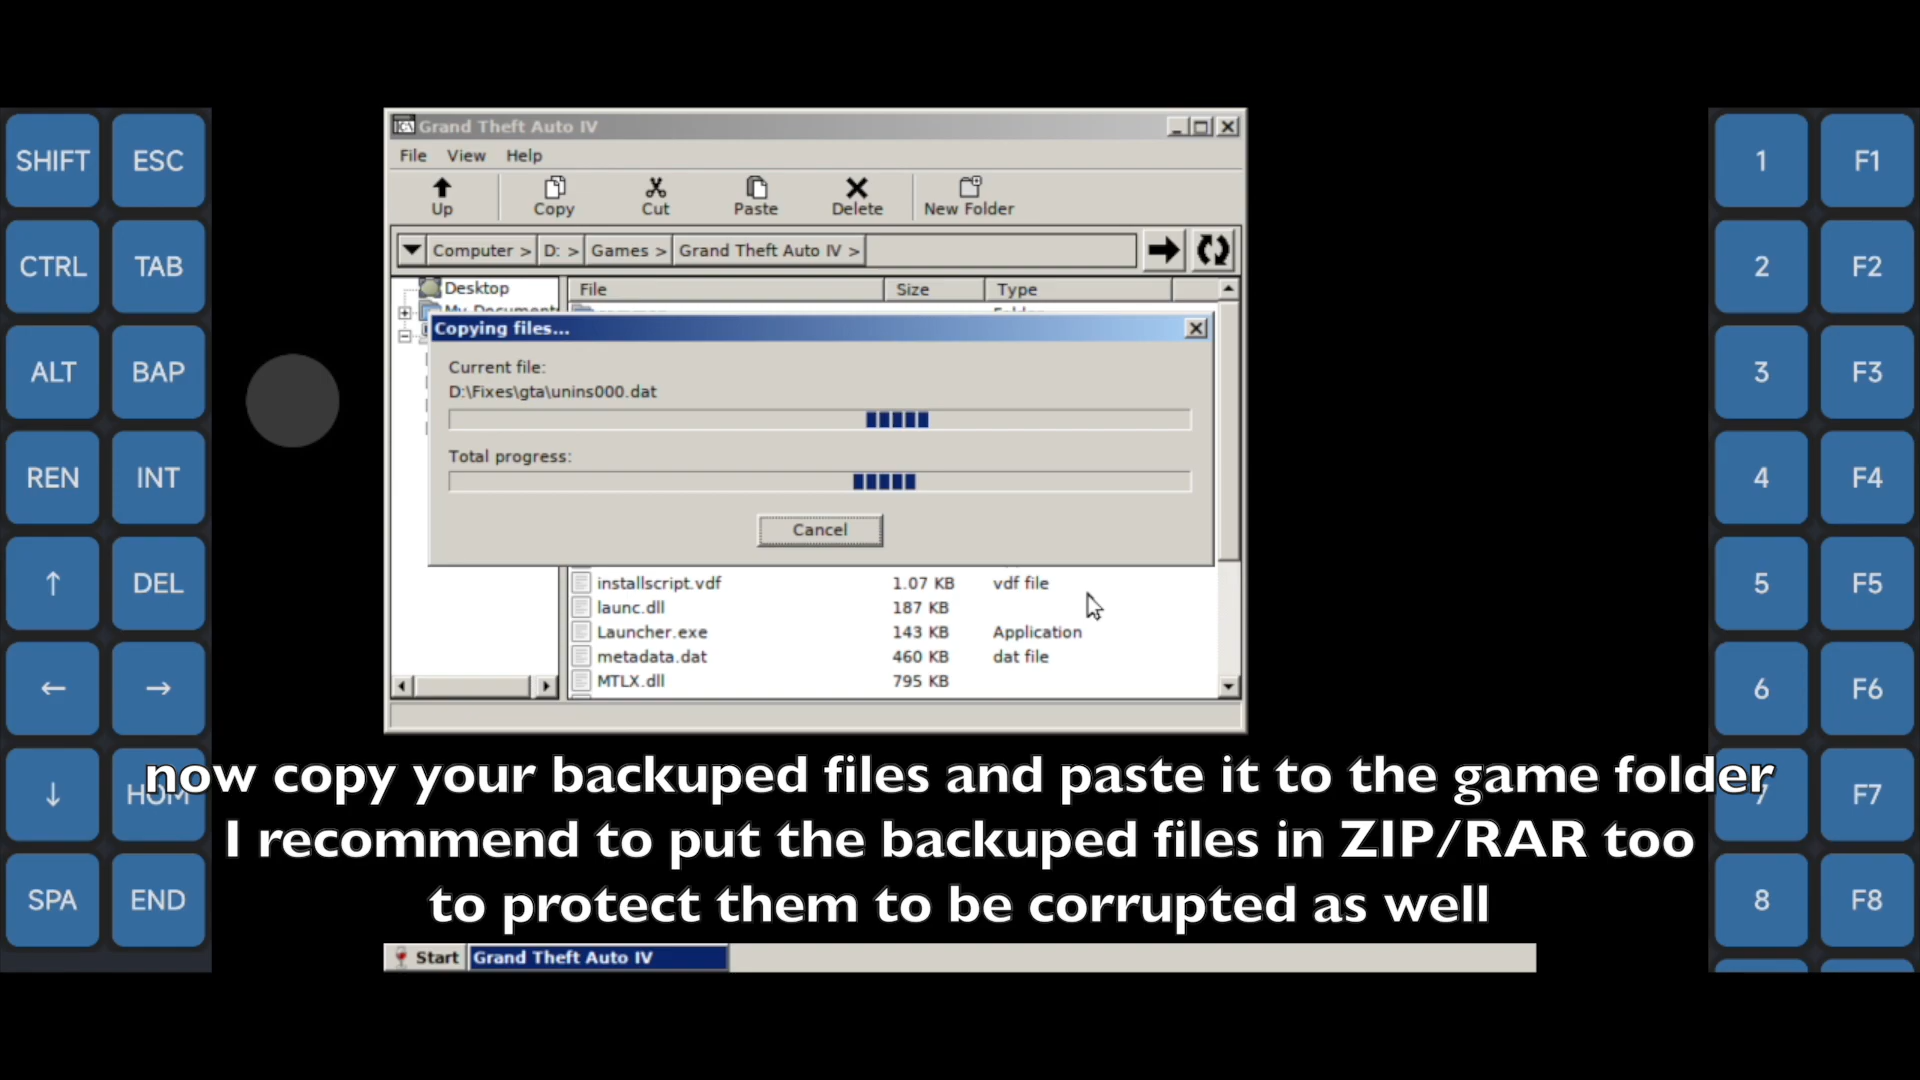 SHIFT
ESC
CTRL
TAB
ALT
BAP
REN
INT
↑
DEL
←
→
↓
HOM
SPA
END
Grand Theft Auto IV
File View Help
Up Copy Cut Paste Delete New Folder
Computer > D: > Games > Grand Theft Auto IV >
Desktop
File Size Type
My Documents
Copying files...
Current file:
D:\Fixes\gta\unins000.dat
Total progress:
Cancel
installscript.vdf 1.07 KB vdf file
launc.dll 187 KB
Launcher.exe 143 KB Application
metadata.dat 460 KB dat file
MTLX.dll 795 KB
now copy your backuped files and paste it to the game folder
I recommend to put the backuped files in ZIP/RAR too
to protect them to be corrupted as well
Start Grand Theft Auto IV
1 F1
2 F2
3 F3
4 F4
5 F5
6 F6
7 F7
8 F8